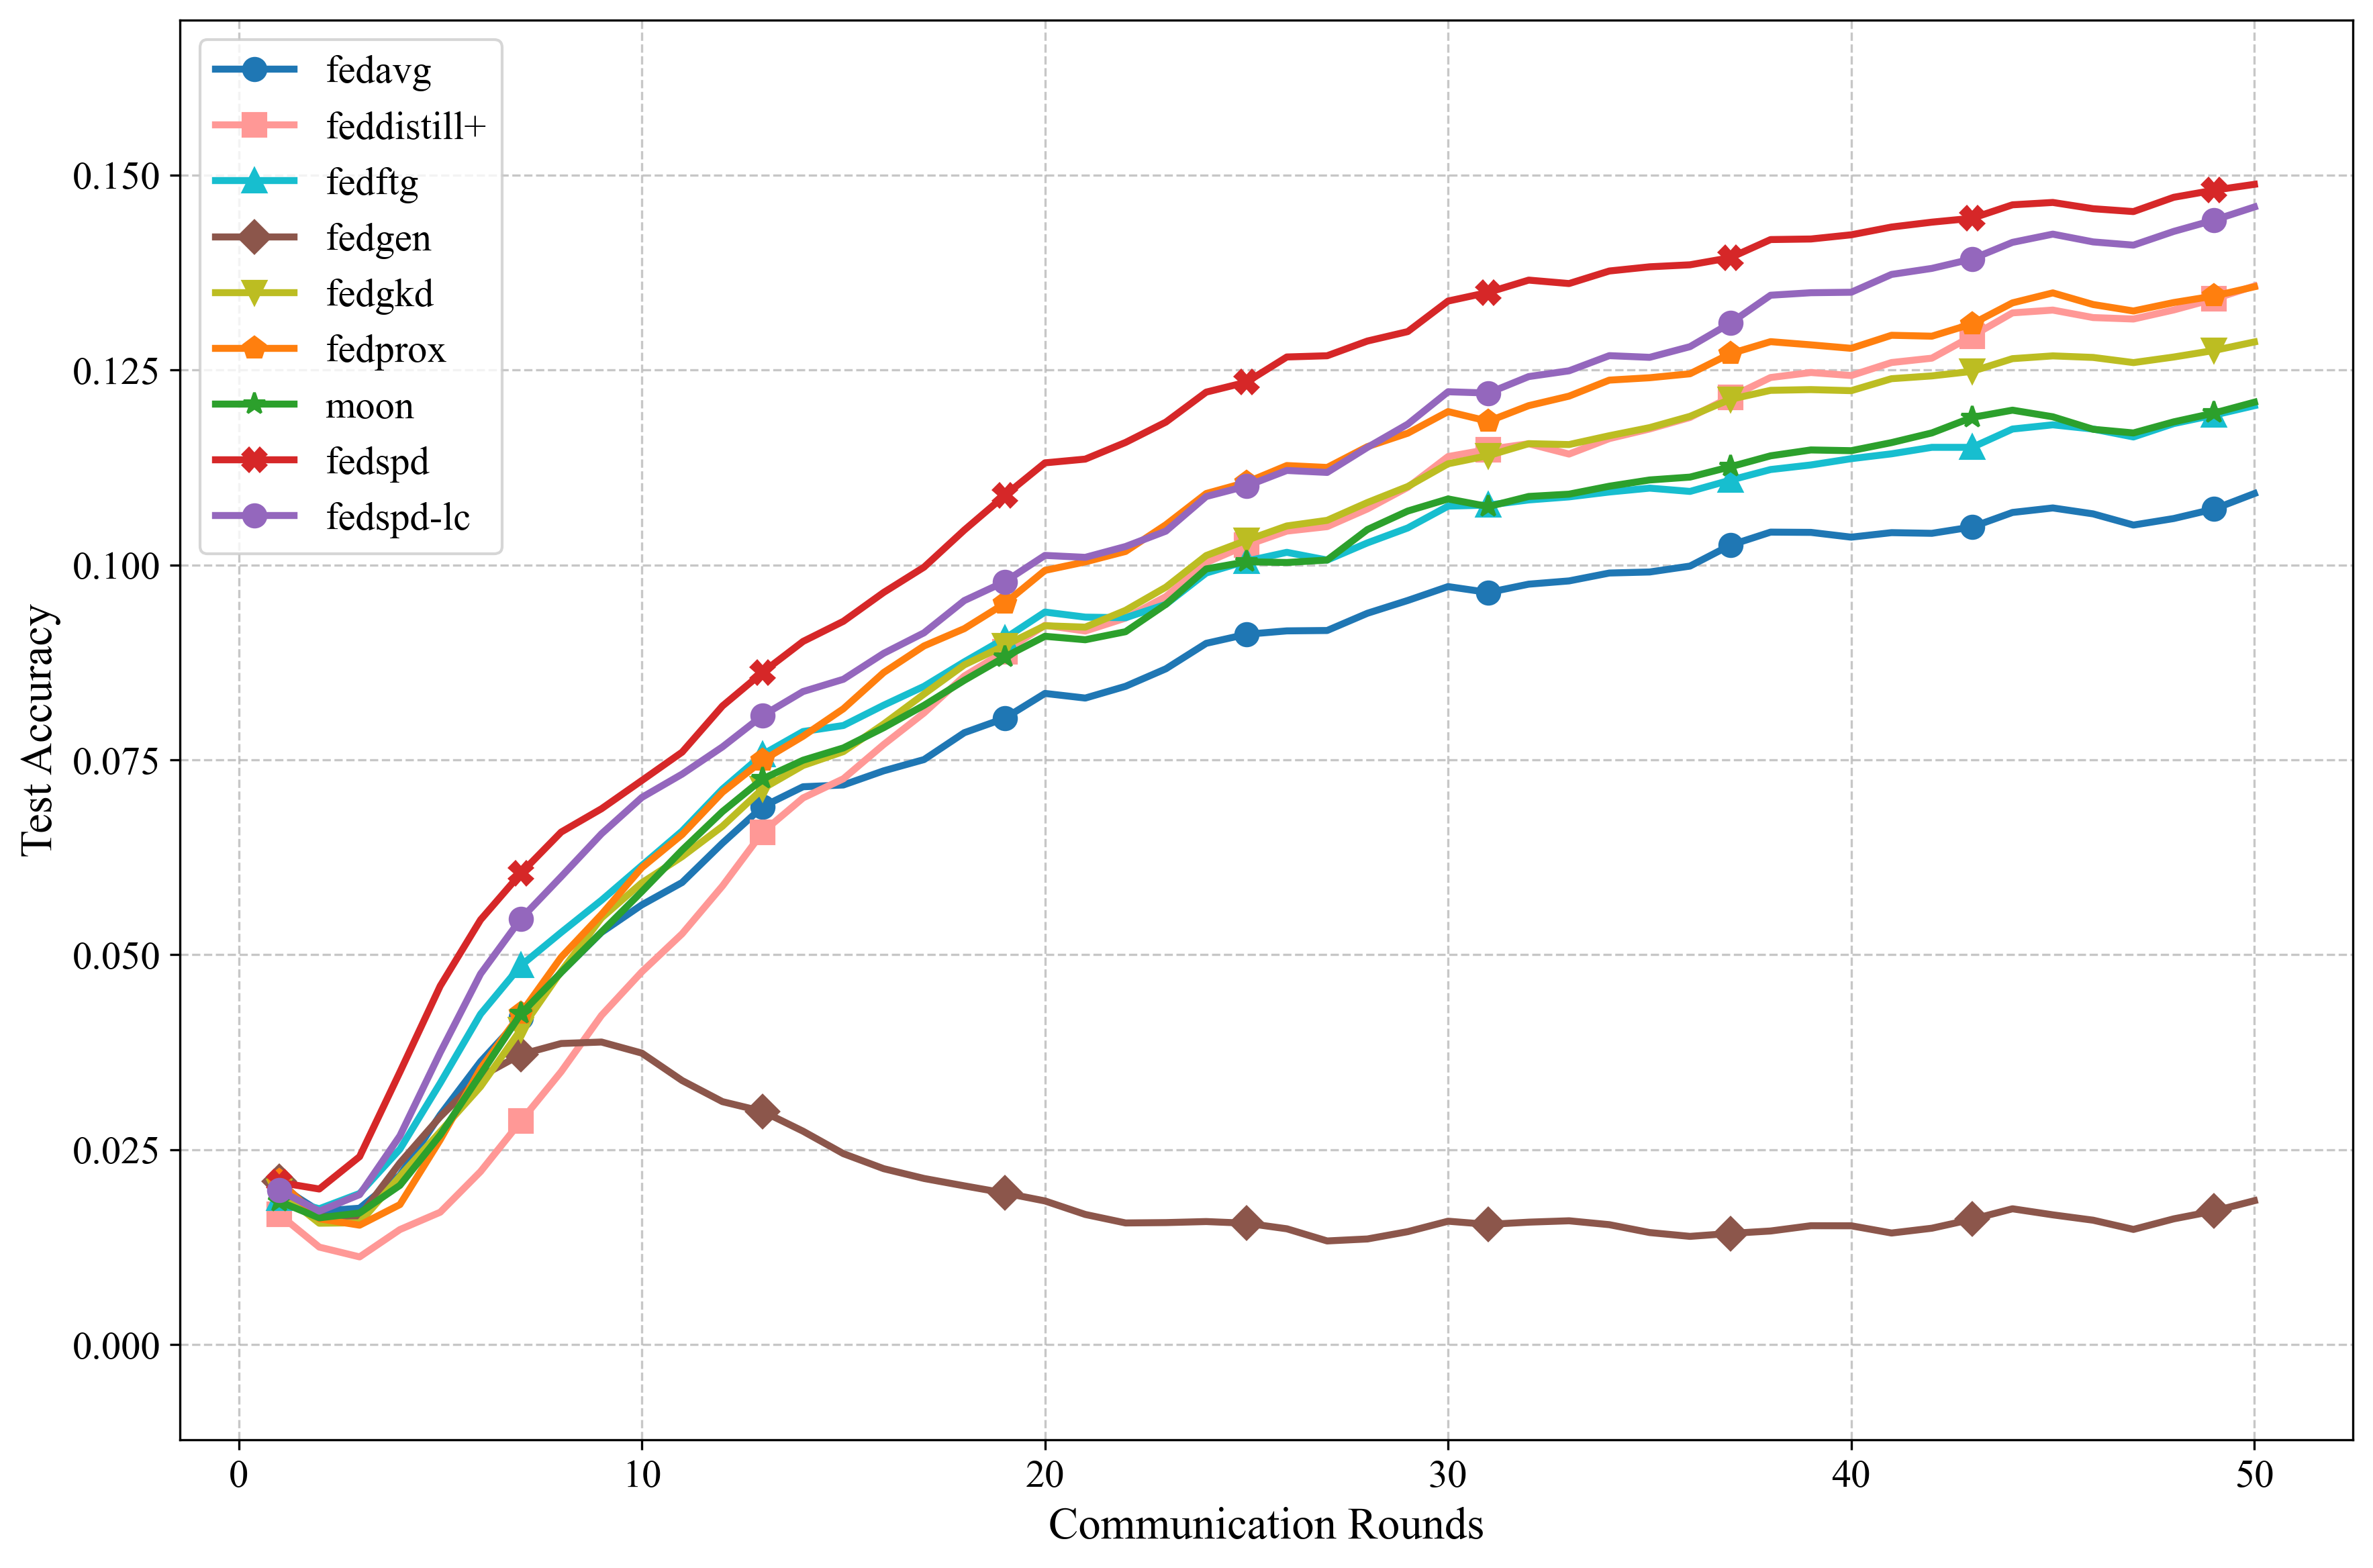 fedavg
feddistill+
fedftg
fedgen
fedgkd
fedprox
moon
fedspd
fedspd-lc
0.150
0.125
0.100
0.075
0.050
0.025
0.000
Test Accuracy
0 10 20 30 40 50
Communication Rounds